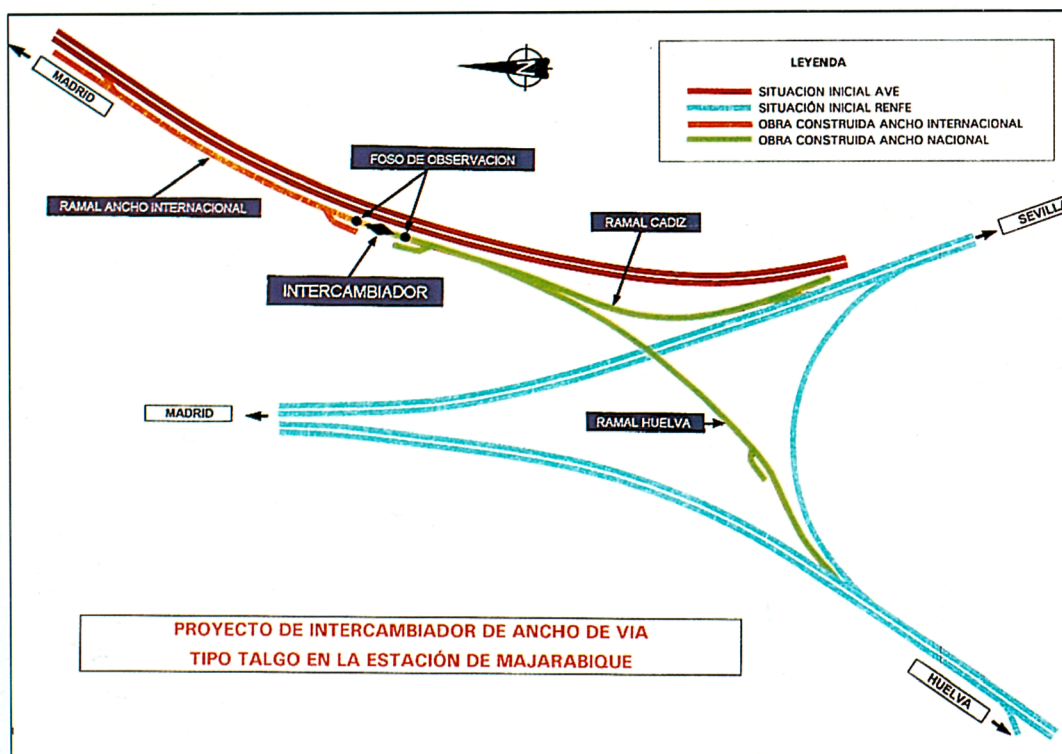 MADRID
N
LEYENDA
SITUACION INICIAL AVE
SITUACIÓN INICIAL RENFE
OBRA CONSTRUIDA ANCHO INTERNACIONAL
OBRA CONSTRUIDA ANCHO NACIONAL
FOSO DE OBSERVACION
RAMAL ANCHO INTERNACIONAL
RAMAL CADIZ
SEVILLA
INTERCAMBIADOR
MADRID
RAMAL HUELVA
PROYECTO DE INTERCAMBIADOR DE ANCHO DE VIA
TIPO TALGO EN LA ESTACIÓN DE MAJARABIQUE
HUELVA